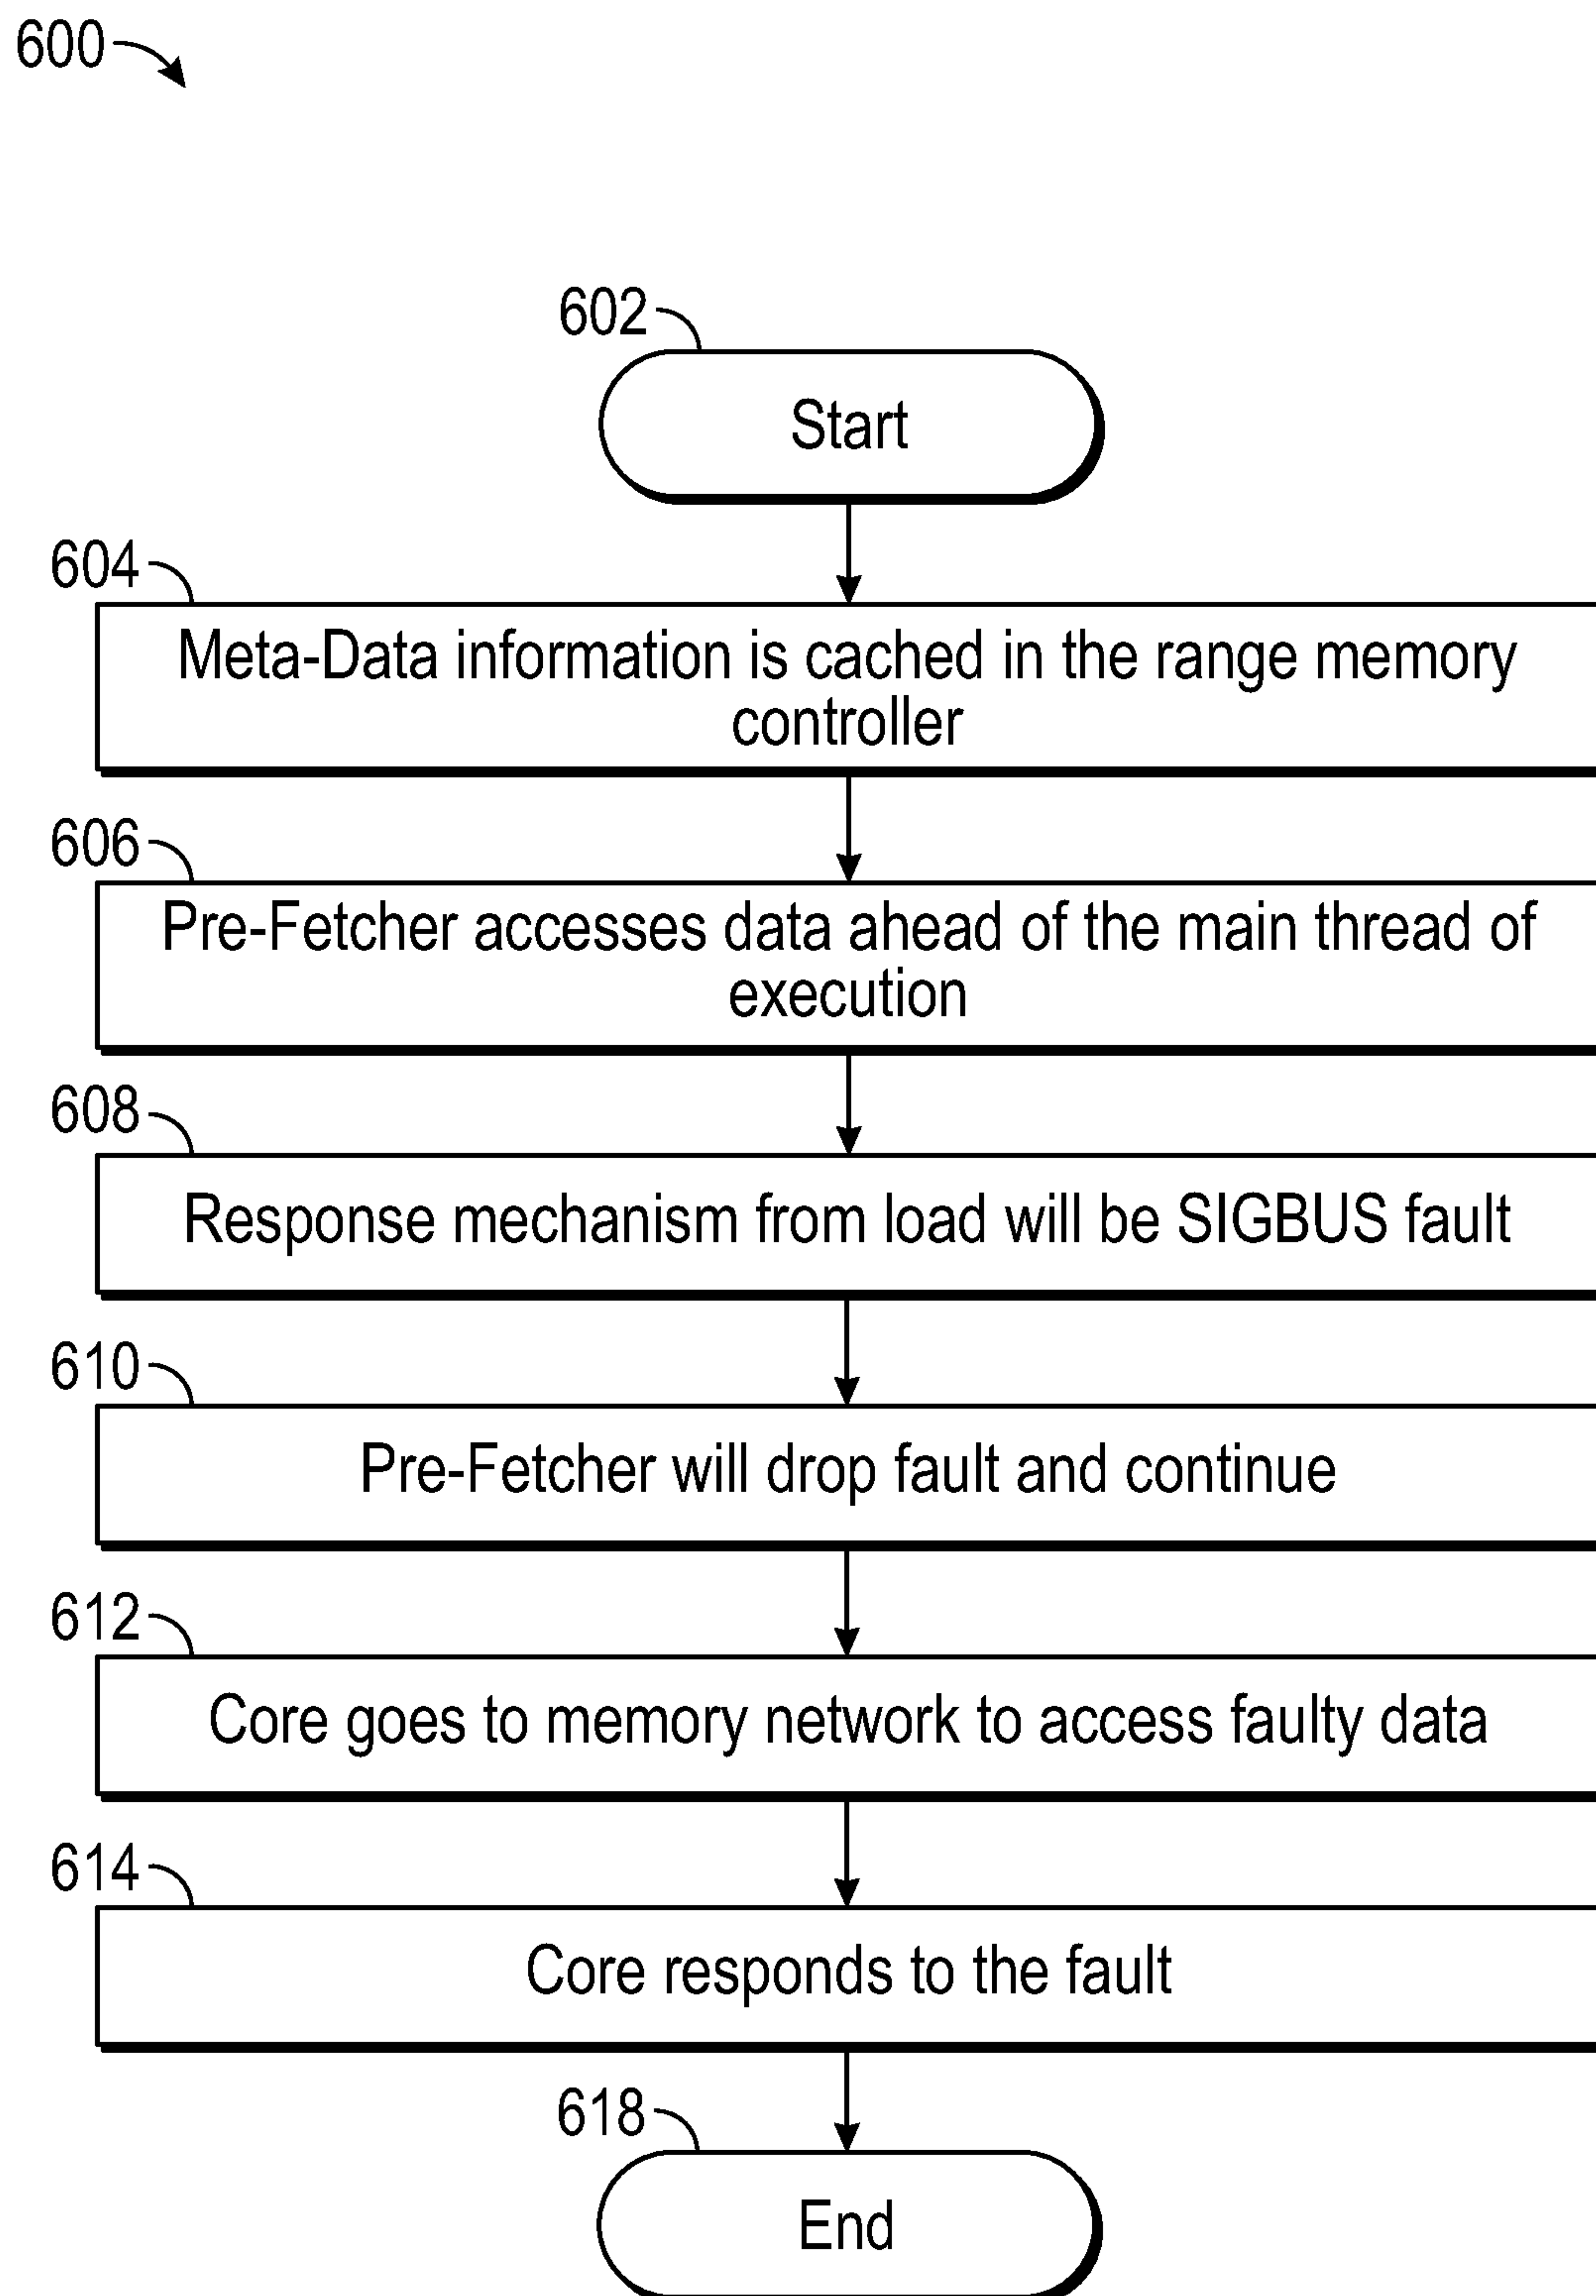 600
602
Start
604
Meta-Data information is cached in the range memory
controller
606
Pre-Fetcher accesses data ahead of the main thread of
execution
608
Response mechanism from load will be SIGBUS fault
610
Pre-Fetcher will drop fault and continue
612
Core goes to memory network to access faulty data
614
Core responds to the fault
618
End